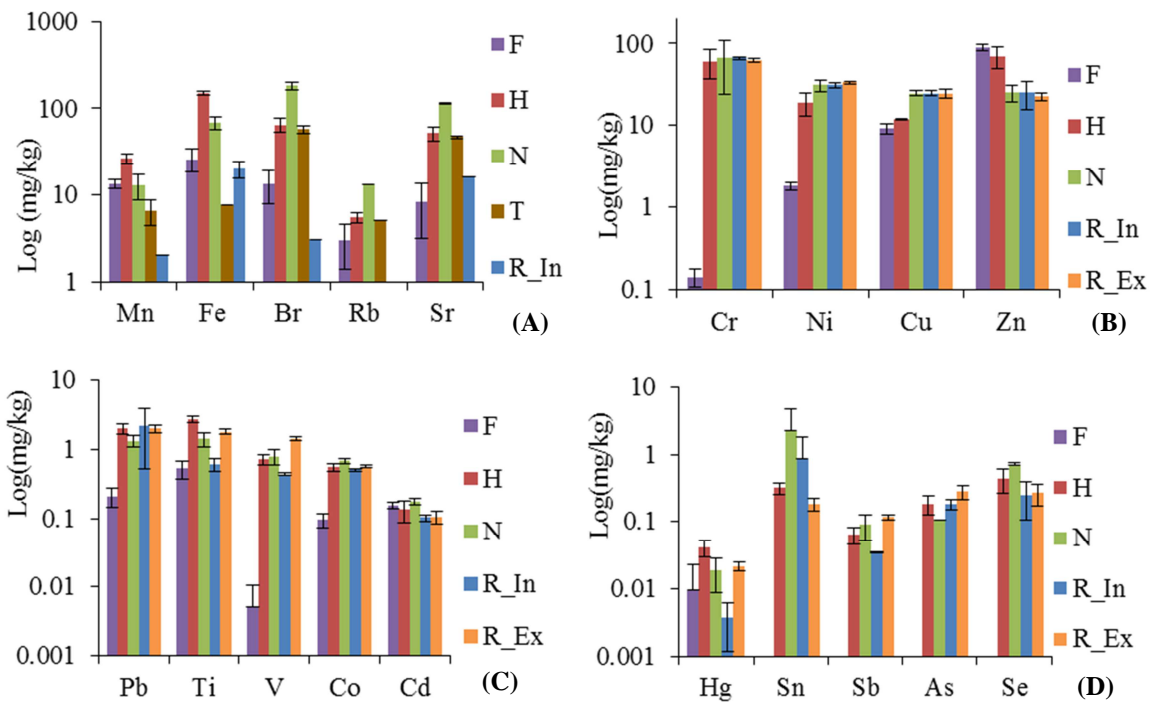 1000
100
10
1
Log (mg/kg)
Mn Fe Br Rb Sr
F
H
N
T
R_In
(A)
100
10
1
0.1
Log(mg/kg)
Cr Ni Cu Zn
F
H
N
R_In
R_Ex
(B)
10
1
0.1
0.01
0.001
Log(mg/kg)
Pb Ti V Co Cd
F
H
N
R_In
R_Ex
(C)
10
1
0.1
0.01
0.001
Log(mg/kg)
Hg Sn Sb As Se
F
H
N
R_In
R_Ex
(D)